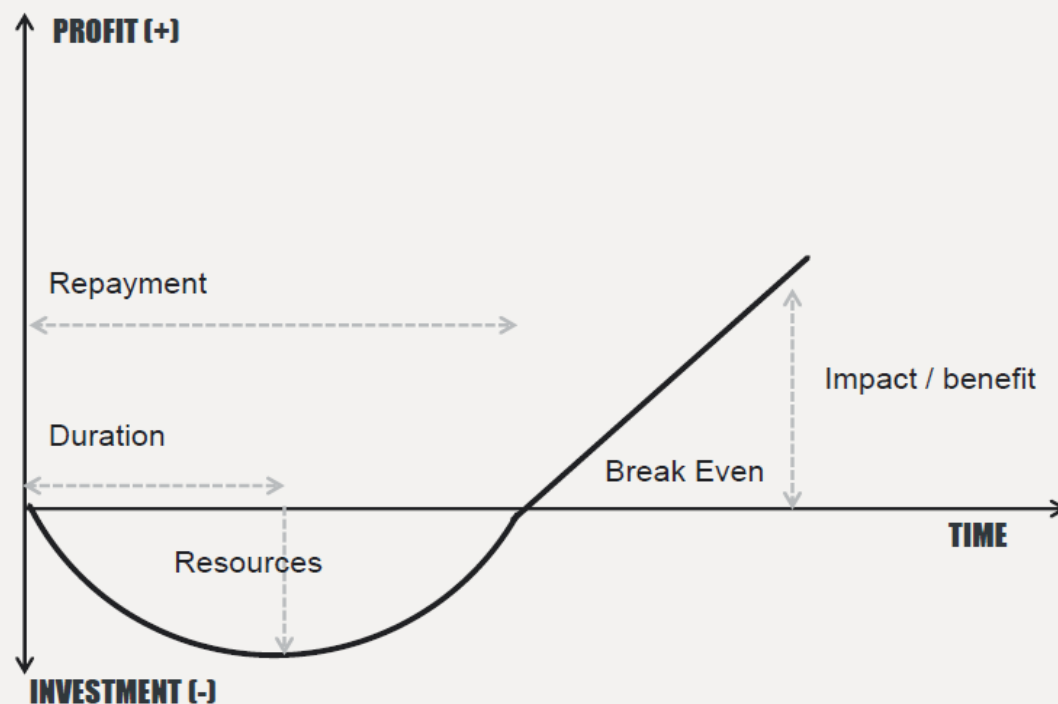 PROFIT (+)
Repayment
Impact / benefit
Duration
Break Even
TIME
Resources
INVESTMENT (-)